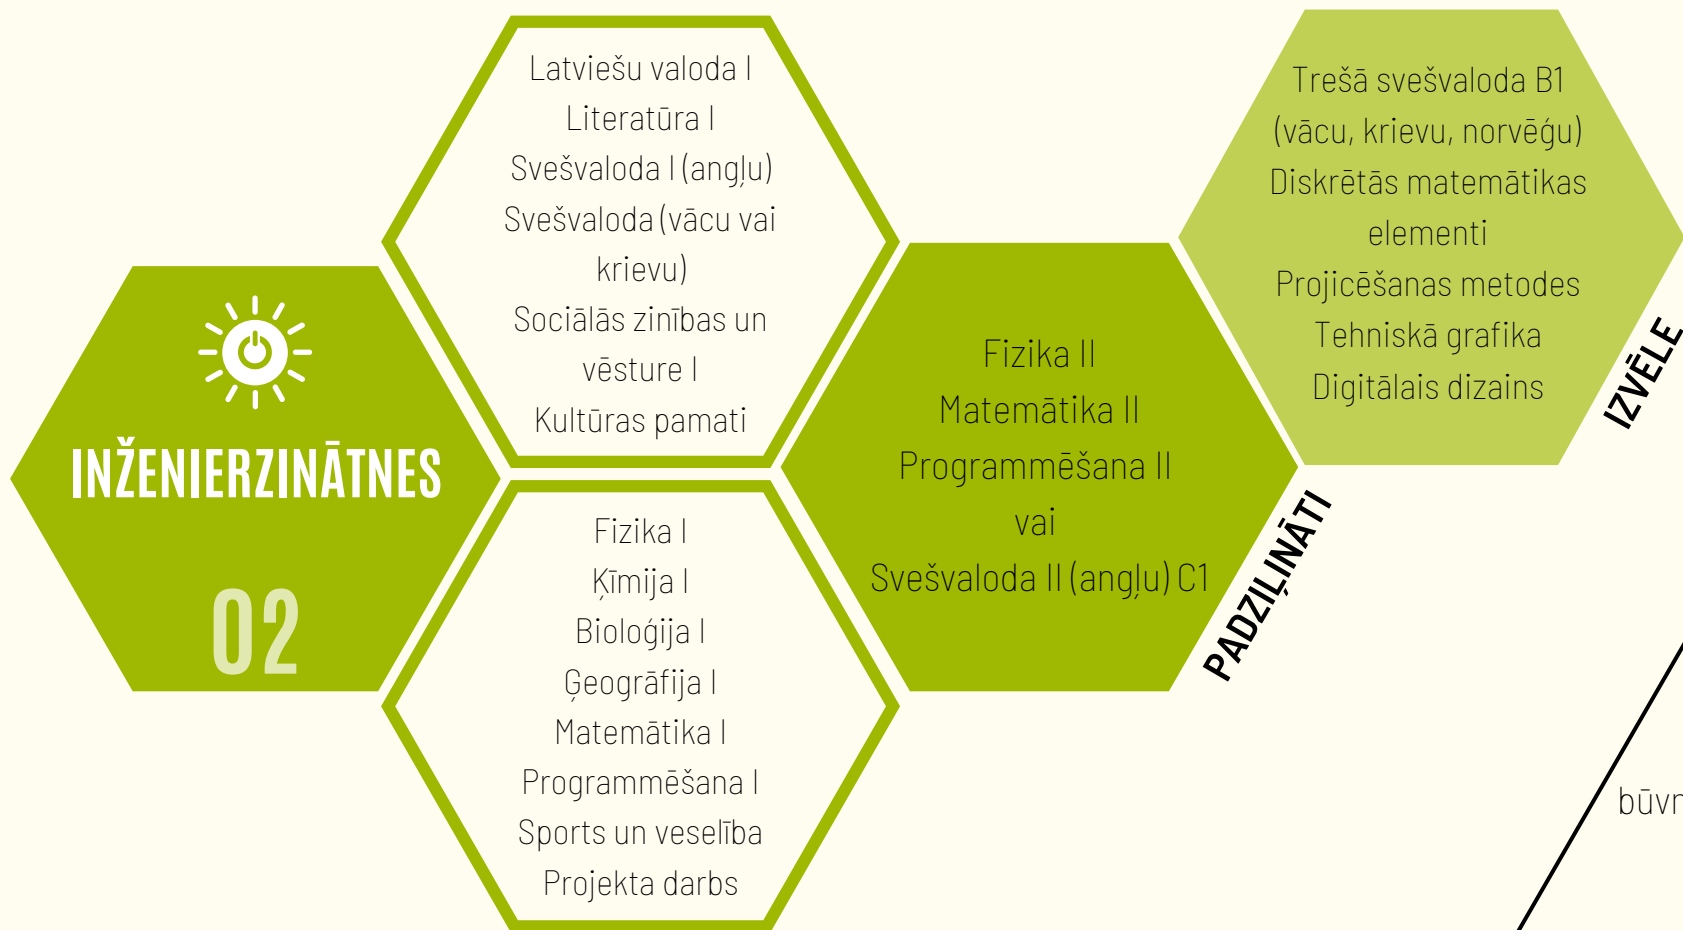 INŽENIERZINĀTNES
02
Latviešu valoda I
Literatūra I
Svešvaloda I (angļu)
Svešvaloda (vācu vai
krievu)
Sociālās zinības un
vēsture I
Kultūras pamati
Fizika I
Ķīmija I
Bioloģija I
Ģeogrāfija I
Matemātika I
Programmēšana I
Sports un veselība
Projekta darbs
Fizika II
Matemātika II
Programmēšana II
vai
Svešvaloda II (angļu) C1
PADZIĻINĀTI
Trešā svešvaloda B1
(vācu, krievu, norvēģu)
Diskrētās matemātikas
elementi
Projicēšanas metodes
Tehniskā grafika
Digitālais dizains
IZVĒLE